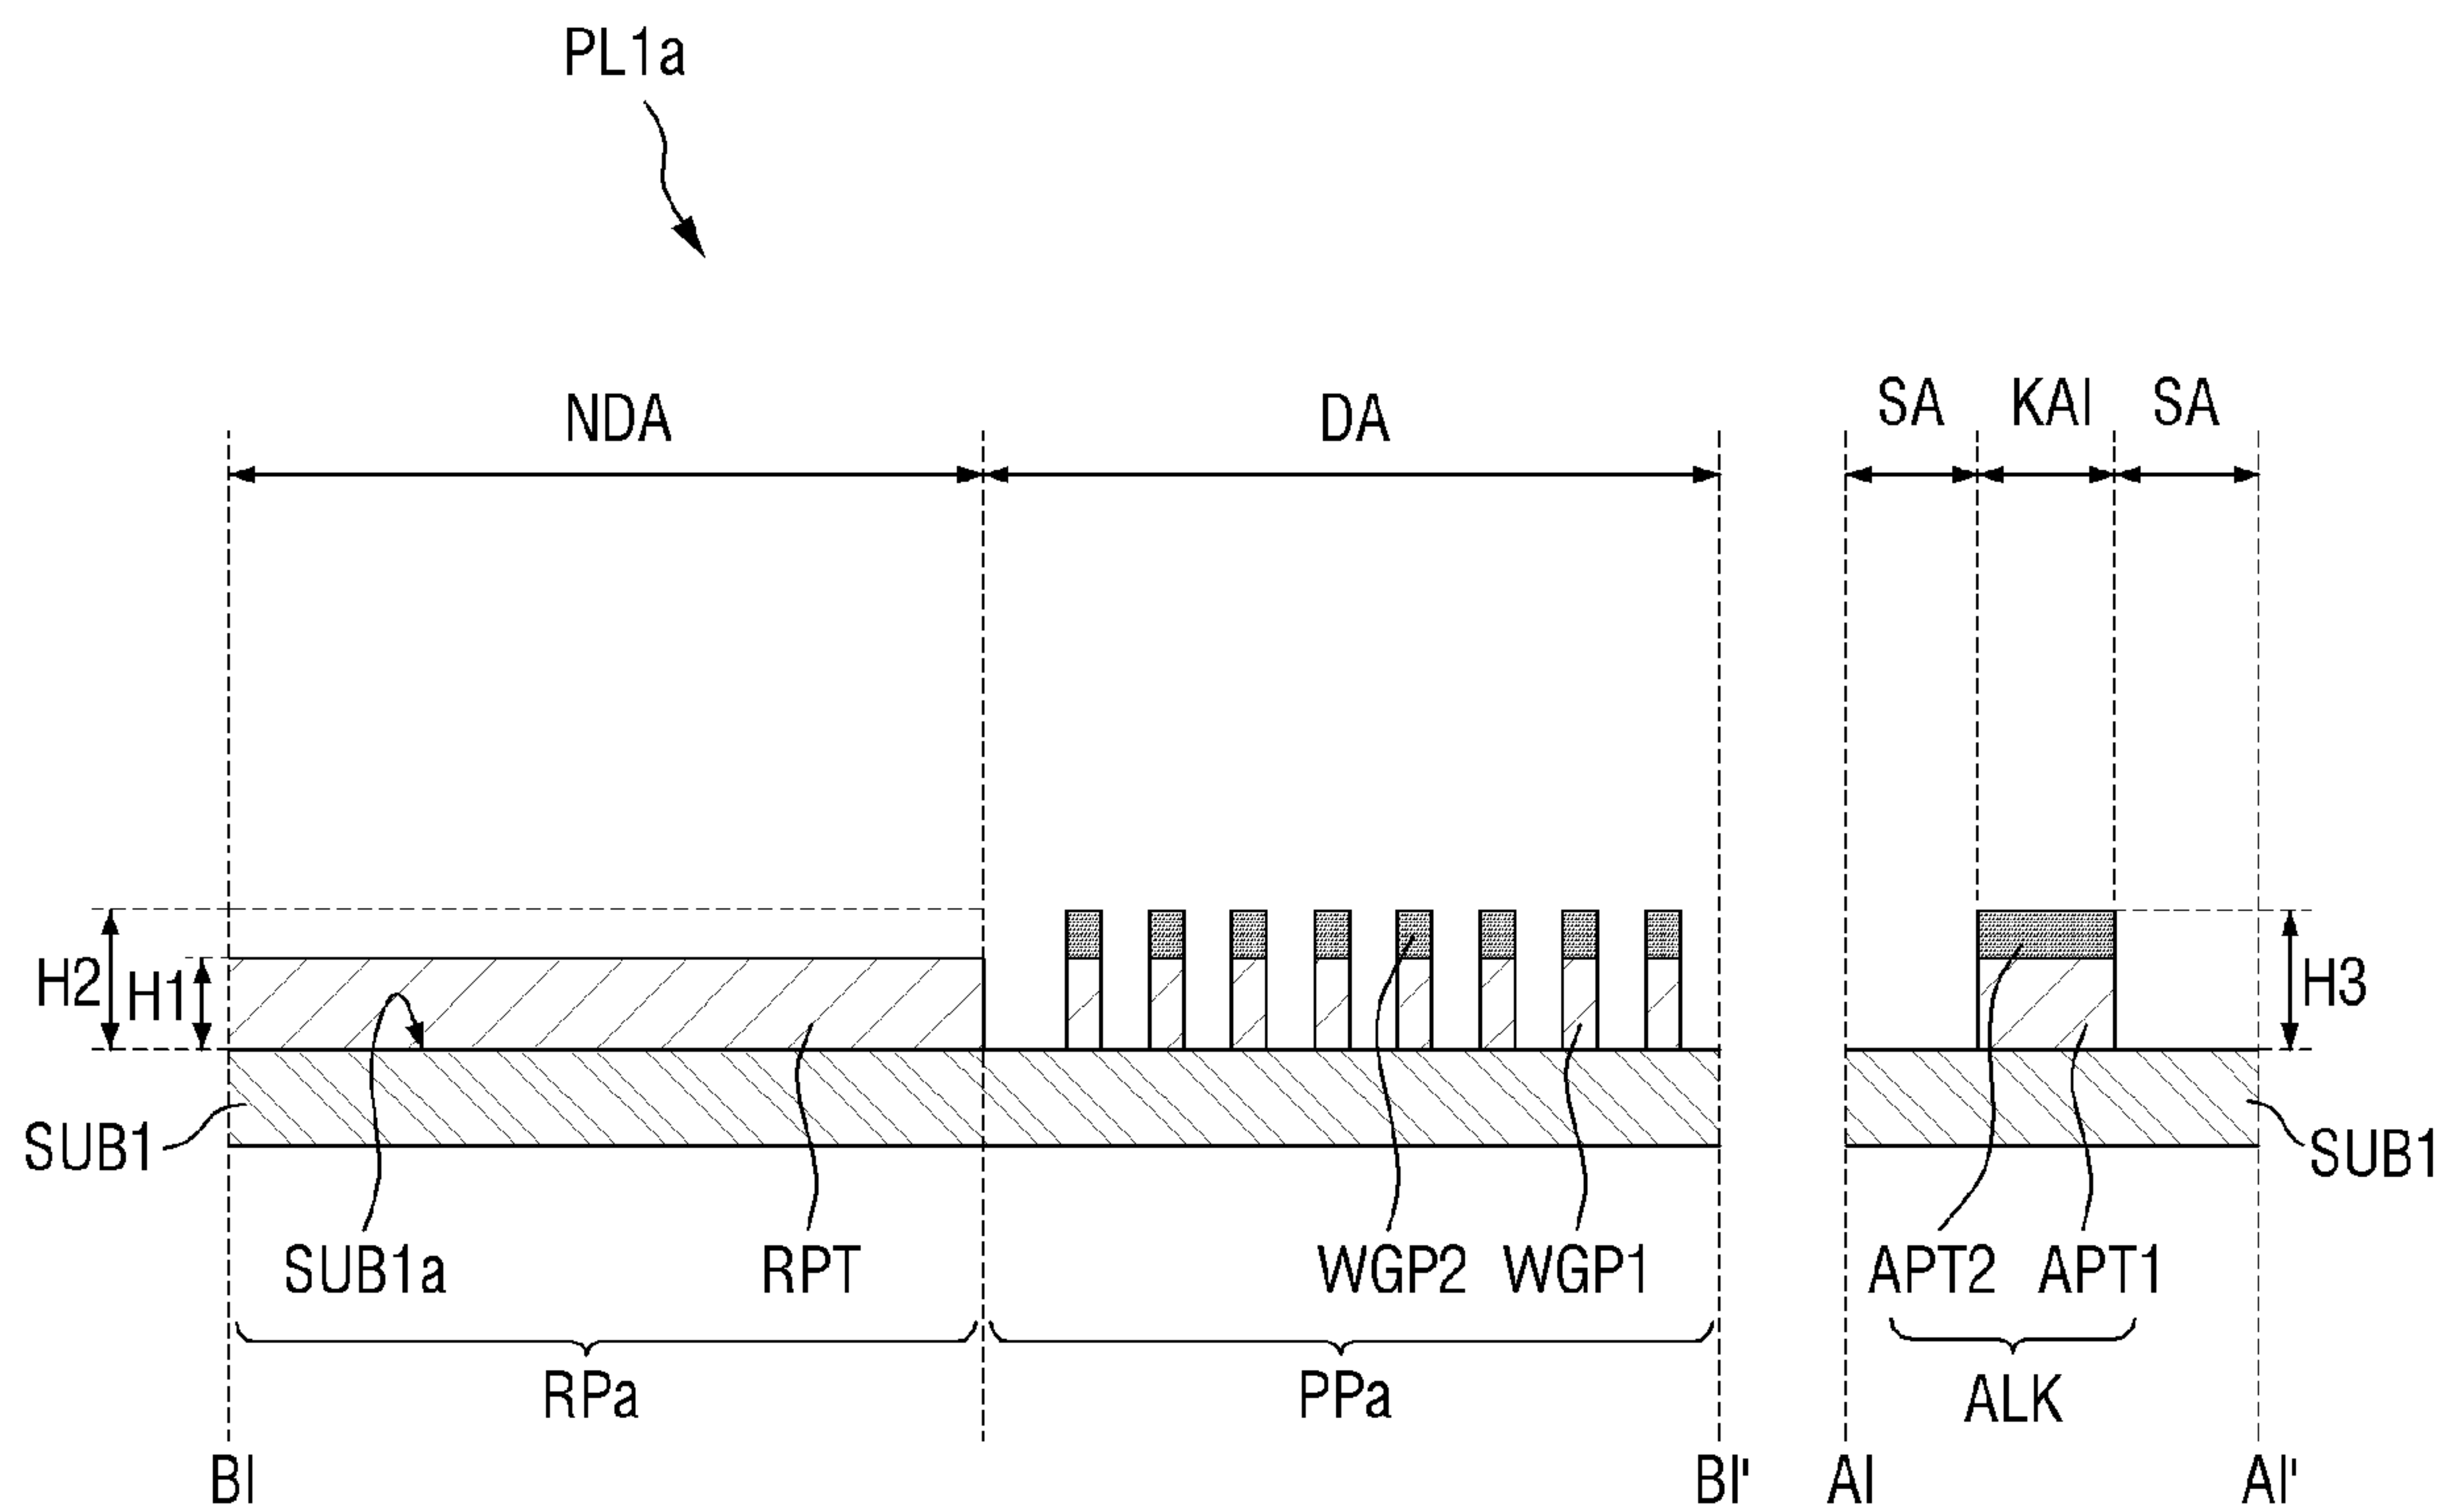 PL1a
NDA DA SA KAI SA
H2 H1 H3
SUB1 SUB1
SUB1a RPT WGP2 WGP1 APT2 APT1
RPa PPa ALK
BI BI' AI AI'